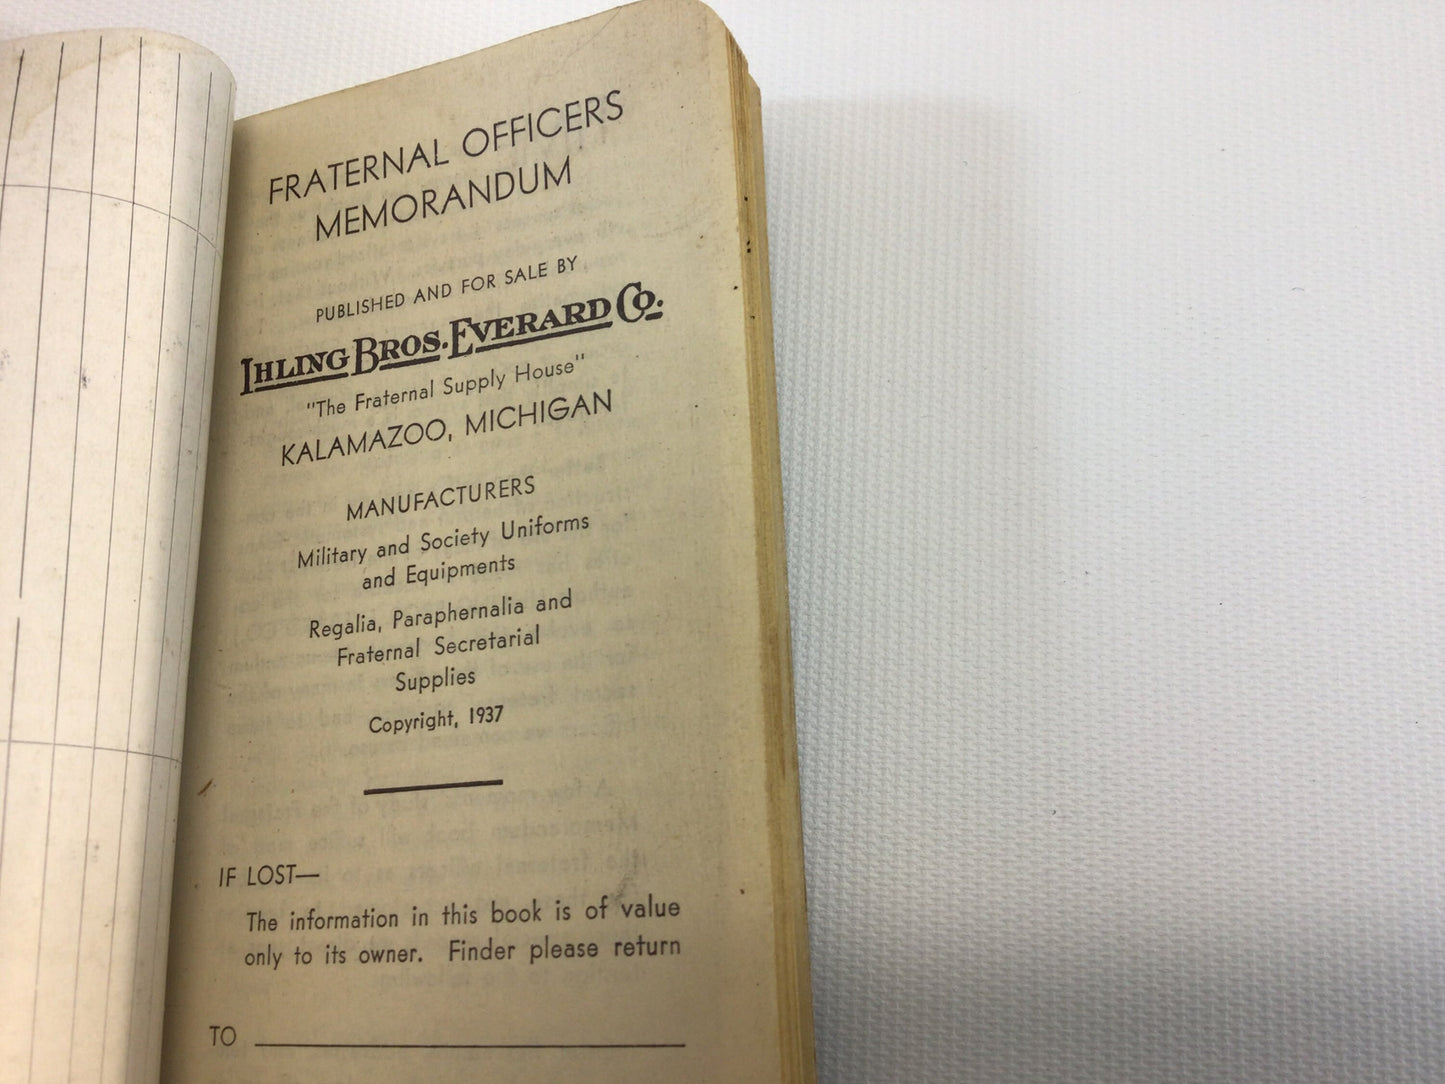 FRATERNAL OFFICERS
MEMORANDUM
PUBLISHED AND FOR SALE BY
IHLING BROS. EVERARD CO.
"The Fraternal Supply House"
KALAMAZOO, MICHIGAN
MANUFACTURERS
Military and Society Uniforms
and Equipments
Regalia, Paraphernalia and
Fraternal Secretarial
Supplies
Copyright, 1937
IF LOST—
The information in this book is of value
only to its owner. Finder please return
TO